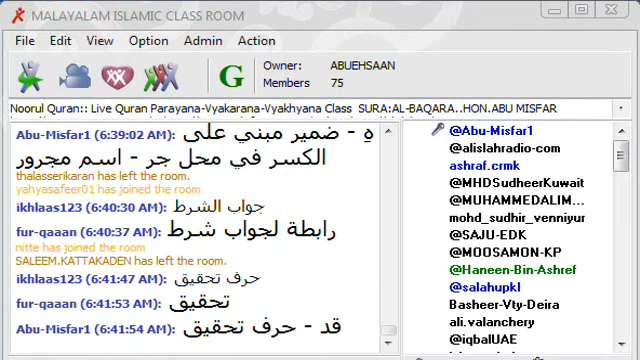 MALAYALAM ISLAMIC CLASS ROOM
File Edit View Option Admin Action
G Owner: ABUEHSAAN
Members 75
Noorul Quran:: Live Quran Parayana-Vyakarana-Vyakhyana Class SURA:AL-BAQARA..HON.ABU MISFAR
Abu-Misfar1 (6:39:02 AM): هِ - ضمير مبني على
الكسر في محل جر - اسم مجرور
thalasserikaran has left the room.
yahyasafeer01 has joined the room
ikhlaas123 (6:40:30 AM): جواب الشرط
fur-qaaan (6:40:37 AM): رابطة لجواب شرط
nitte has joined the room
SALEEM.KATTAKADEN has left the room.
ikhlaas123 (6:41:47 AM): حرف تحقيق
fur-qaaan (6:41:53 AM): تحقيق
Abu-Misfar1 (6:41:54 AM): قد - حرف تحقيق
@Abu-Misfar1
@alislahradio-com
ashraf.crmk
@MHDSudheerKuwait
@MUHAMMEDALIM...
mohd_sudhir_venniyur
@SAJU-EDK
@MOOSAMON-KP
@Haneen-Bin-Ashref
@salahupkl
Basheer-Vty-Deira
ali.valanchery
@iqbalUAE